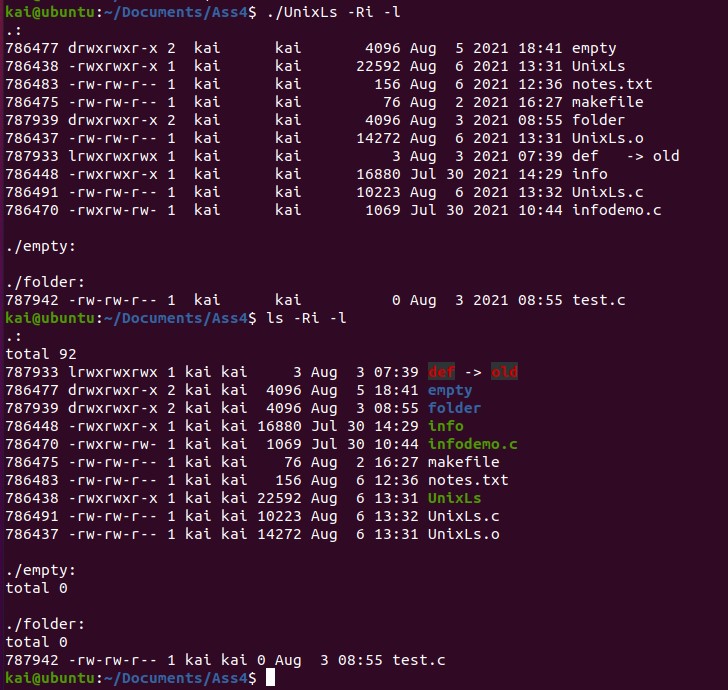 kai@ubuntu:~/Documents/Ass4$ ./UnixLs -Ri -l
.:
786477 drwxrwxr-x 2  kai      kai          4096 Aug  5 2021 18:41 empty
786438 -rwxrwxr-x 1  kai      kai         22592 Aug  6 2021 13:31 UnixLs
786483 -rw-rw-r-- 1  kai      kai           156 Aug  6 2021 12:36 notes.txt
786475 -rw-rw-r-- 1  kai      kai            76 Aug  2 2021 16:27 makefile
787939 drwxrwxr-x 2  kai      kai          4096 Aug  3 2021 08:55 folder
786437 -rw-rw-r-- 1  kai      kai         14272 Aug  6 2021 13:31 UnixLs.o
787933 lrwxrwxrwx 1  kai      kai             3 Aug  3 2021 07:39 def   -> old
786448 -rwxrwxr-x 1  kai      kai         16880 Jul 30 2021 14:29 info
786491 -rw-rw-r-- 1  kai      kai         10223 Aug  6 2021 13:32 UnixLs.c
786470 -rwxrw-rw- 1  kai      kai          1069 Jul 30 2021 10:44 infodemo.c

./empty:

./folder:
787942 -rw-rw-r-- 1  kai      kai             0 Aug  3 2021 08:55 test.c
kai@ubuntu:~/Documents/Ass4$ ls -Ri -l
.:
total 92
787933 lrwxrwxrwx 1 kai kai     3 Aug  3 07:39 def -> old
786477 drwxrwxr-x 2 kai kai  4096 Aug  5 18:41 empty
787939 drwxrwxr-x 2 kai kai  4096 Aug  3 08:55 folder
786448 -rwxrwxr-x 1 kai kai 16880 Jul 30 14:29 info
786470 -rwxrw-rw- 1 kai kai  1069 Jul 30 10:44 infodemo.c
786475 -rw-rw-r-- 1 kai kai    76 Aug  2 16:27 makefile
786483 -rw-rw-r-- 1 kai kai   156 Aug  6 12:36 notes.txt
786438 -rwxrwxr-x 1 kai kai 22592 Aug  6 13:31 UnixLs
786491 -rw-rw-r-- 1 kai kai 10223 Aug  6 13:32 UnixLs.c
786437 -rw-rw-r-- 1 kai kai 14272 Aug  6 13:31 UnixLs.o

./empty:
total 0

./folder:
total 0
787942 -rw-rw-r-- 1 kai kai 0 Aug  3 08:55 test.c
kai@ubuntu:~/Documents/Ass4$